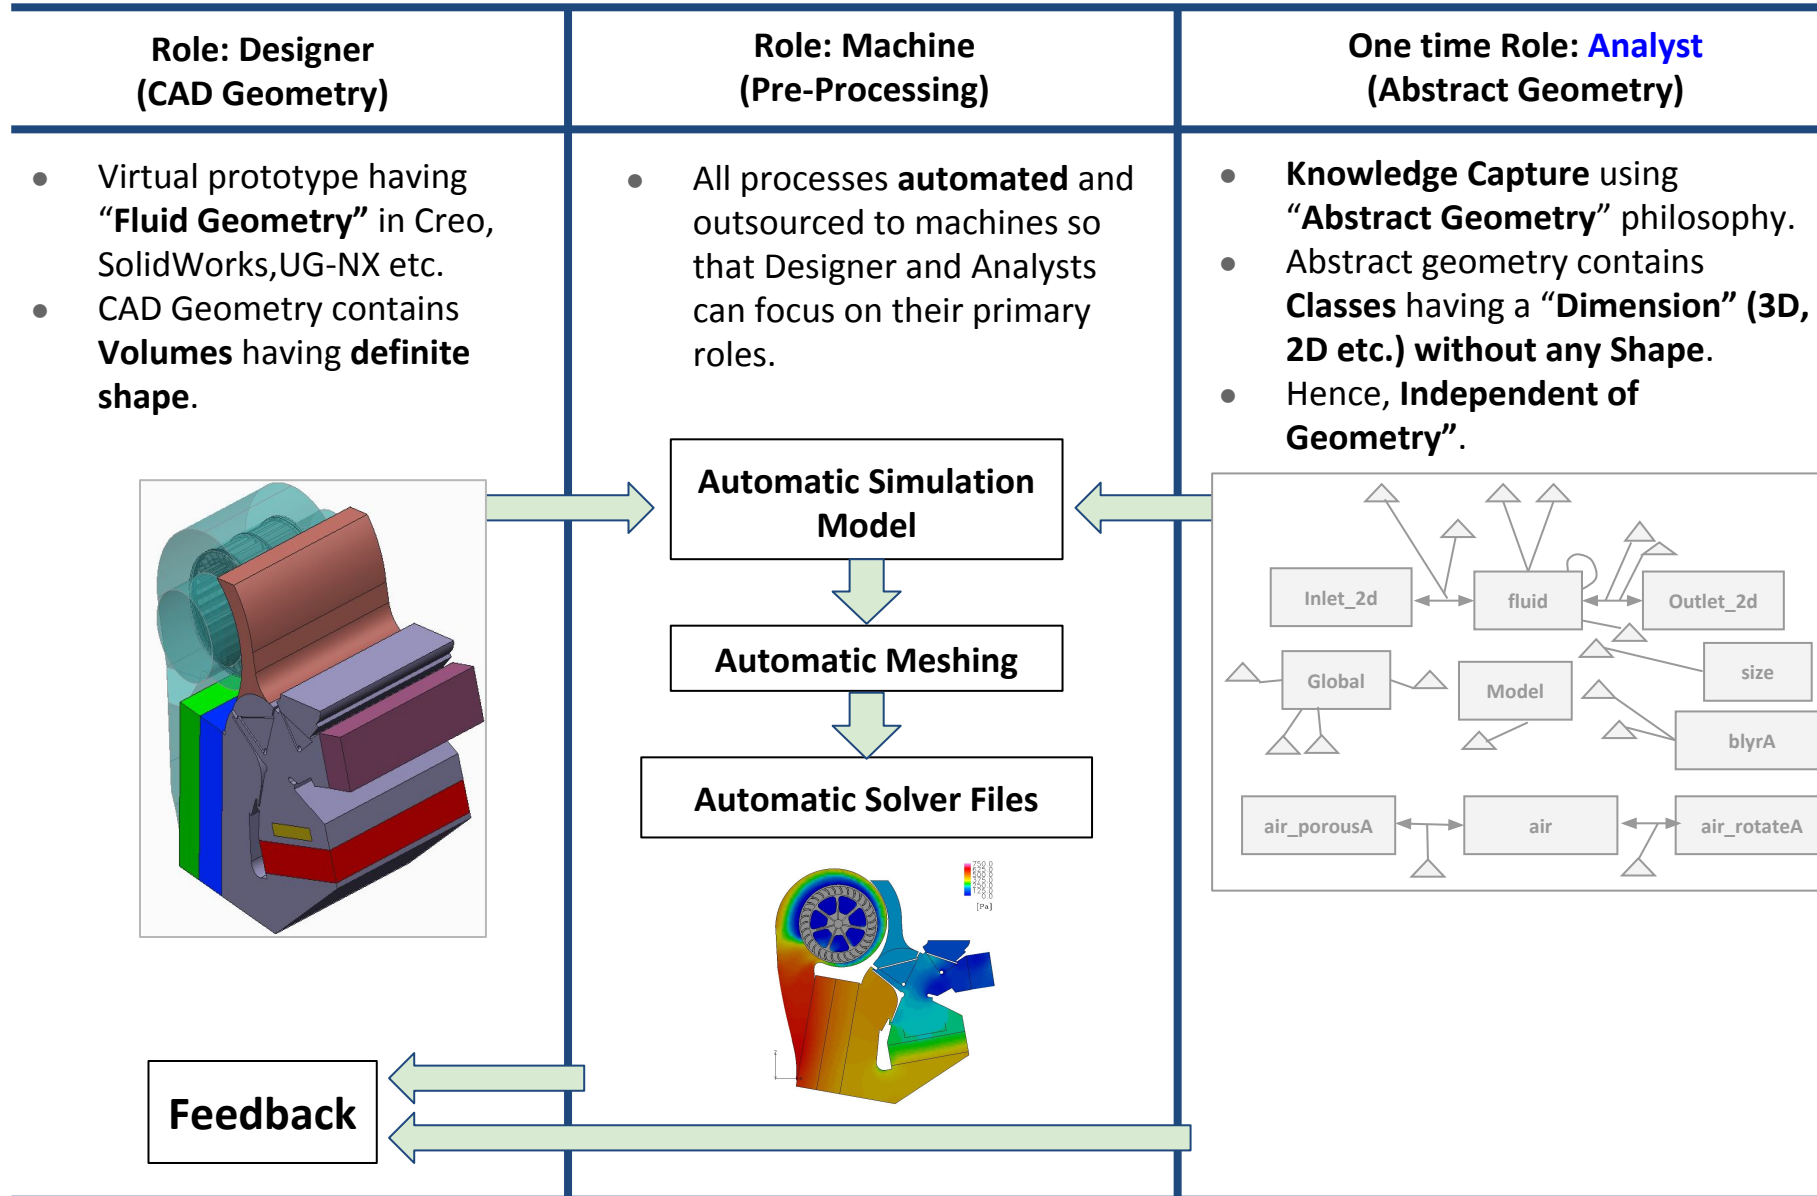 Role: Designer
(CAD Geometry)
Role: Machine
(Pre-Processing)
One time Role: Analyst
(Abstract Geometry)
● Virtual prototype having
“Fluid Geometry” in Creo,
SolidWorks,UG-NX etc.
● CAD Geometry contains
Volumes having definite
shape.
● All processes automated and
outsourced to machines so
that Designer and Analysts
can focus on their primary
roles.
● Knowledge Capture using
“Abstract Geometry” philosophy.
● Abstract geometry contains
Classes having a “Dimension” (3D,
2D etc.) without any Shape.
● Hence, Independent of
Geometry”.
Automatic Simulation
Model
Automatic Meshing
Automatic Solver Files
Inlet_2d
fluid
Outlet_2d
Global
Model
size
blyrA
air_porousA
air
air_rotateA
750.0
[Pa]
Feedback